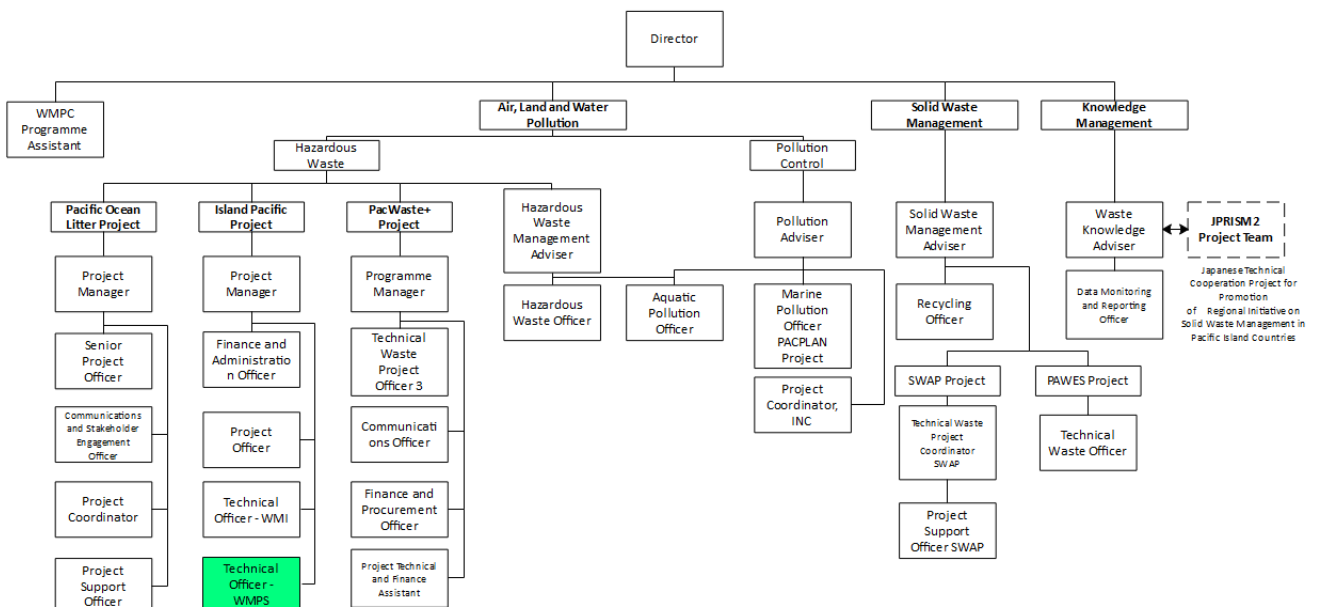 Director
WMPC
Programme
Assistant
Air, Land and Water
Pollution
Solid Waste
Management
Knowledge
Management
Hazardous
Waste
Pollution
Control
Pacific Ocean
Litter Project
Island Pacific
Project
PacWaste+
Project
Hazardous
Waste
Management
Adviser
Pollution
Adviser
Solid Waste
Management
Adviser
Waste
Knowledge
Adviser
JPRISM2
Project Team
Japanese Technical
Cooperation Project for
Promotion
of Regional Initiative on
Solid Waste Management in
Pacific Island Countries
Project
Manager
Project
Manager
Programme
Manager
Hazardous
Waste Officer
Aquatic
Pollution
Officer
Marine
Pollution
Officer
PACPLAN
Project
Recycling
Officer
Data Monitoring
and Reporting
Officer
Senior
Project
Officer
Finance and
Administratio
n Officer
Technical
Waste
Project
Officer 3
Project
Coordinator,
INC
SWAP Project
PAWES Project
Communications
and Stakeholder
Engagement
Officer
Project
Officer
Communicati
ons Officer
Technical Waste
Project
Coordinator
SWAP
Technical
Waste Officer
Project
Coordinator
Technical
Officer - WMI
Finance and
Procurement
Officer
Project
Support
Officer SWAP
Project
Support
Officer
Technical
Officer -
WMPS
Project Technical
and Finance
Assistant